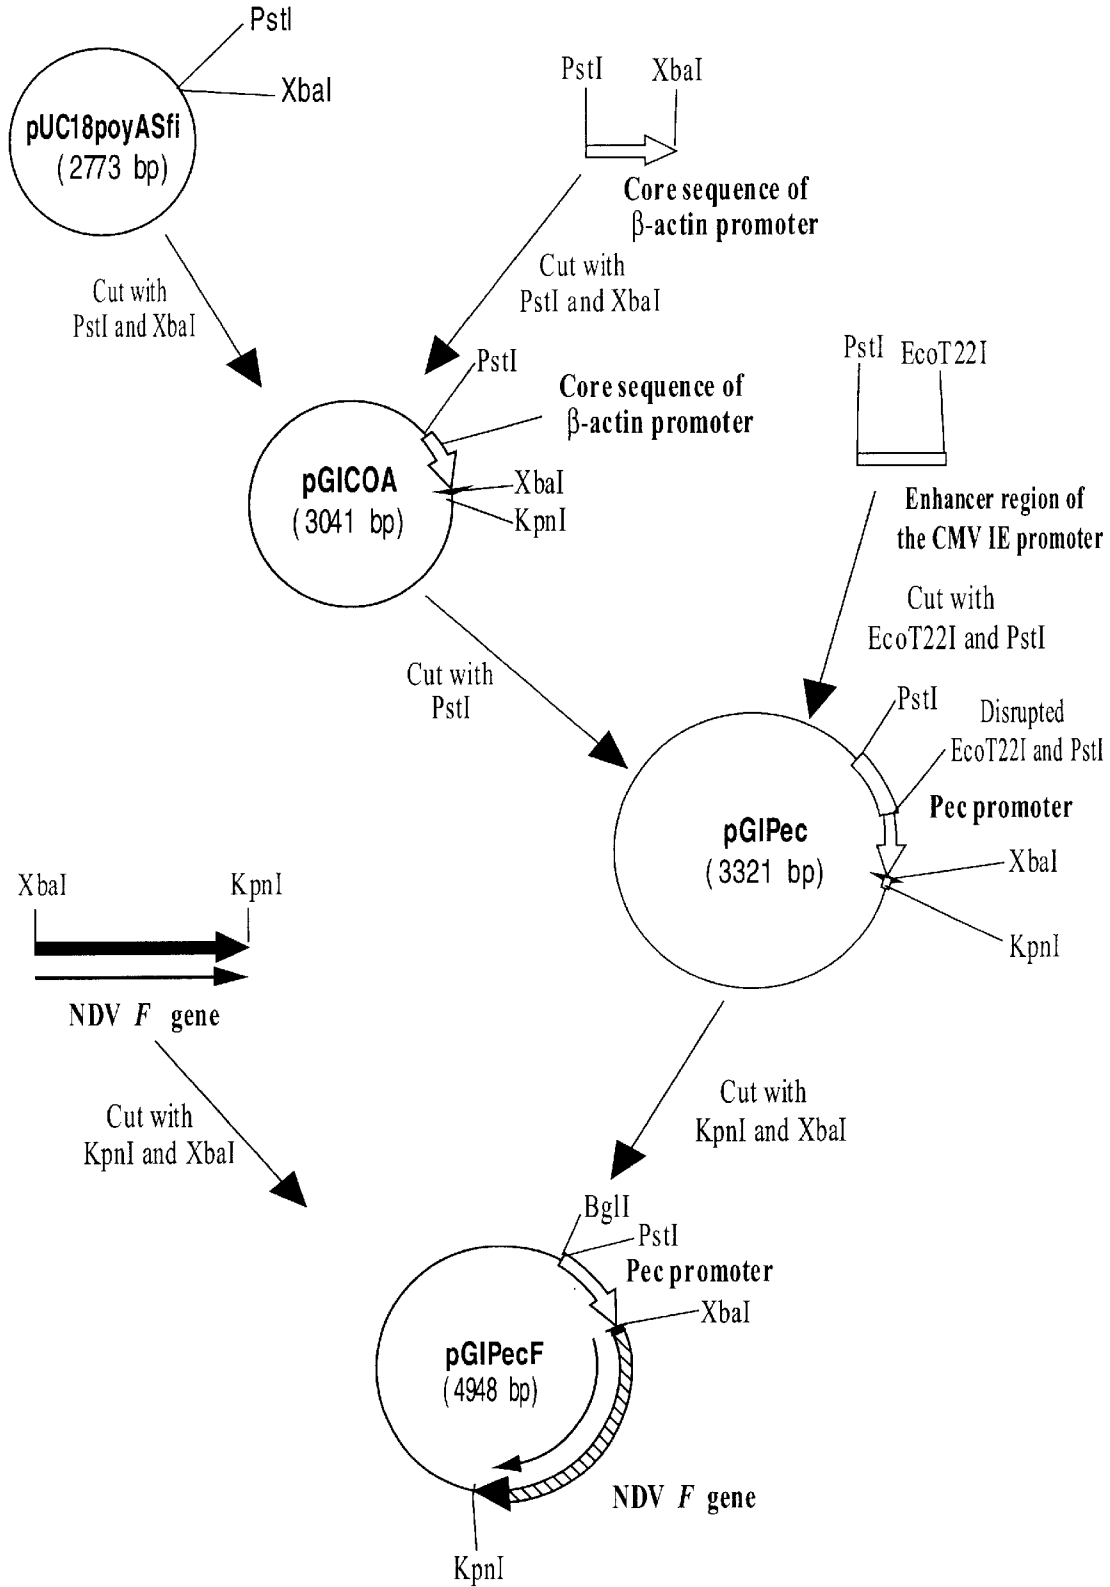 PstI
XbaI
pUC18poyASfi
(2773 bp)
PstI XbaI
Core sequence of
β-actin promoter
Cut with
PstI and XbaI
Cut with
PstI and XbaI
PstI
Core sequence of
β-actin promoter
pGICOA
(3041 bp)
XbaI
KpnI
PstI EcoT22I
Enhancer region of
the CMV IE promoter
Cut with
EcoT22I and PstI
Cut with
PstI
PstI
Disrupted
EcoT22I and PstI
Pec promoter
pGIPec
(3321 bp)
XbaI
KpnI
XbaI KpnI
NDV F gene
Cut with
KpnI and XbaI
Cut with
KpnI and XbaI
BglI
PstI
Pec promoter
XbaI
pGIPecF
(4948 bp)
NDV F gene
KpnI